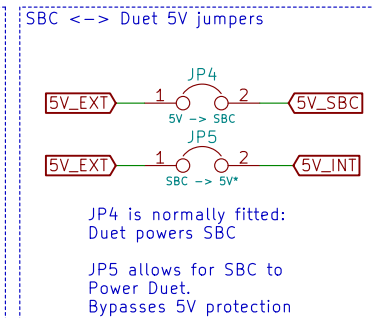 SBC <-> Duet 5V jumpers
JP4
5V_EXT 1 2 5V_SBC
5V -> SBC
JP5
5V_EXT 1 2 5V_INT
SBC -> 5V*
JP4 is normally fitted:
Duet powers SBC
JP5 allows for SBC to
Power Duet.
Bypasses 5V protection